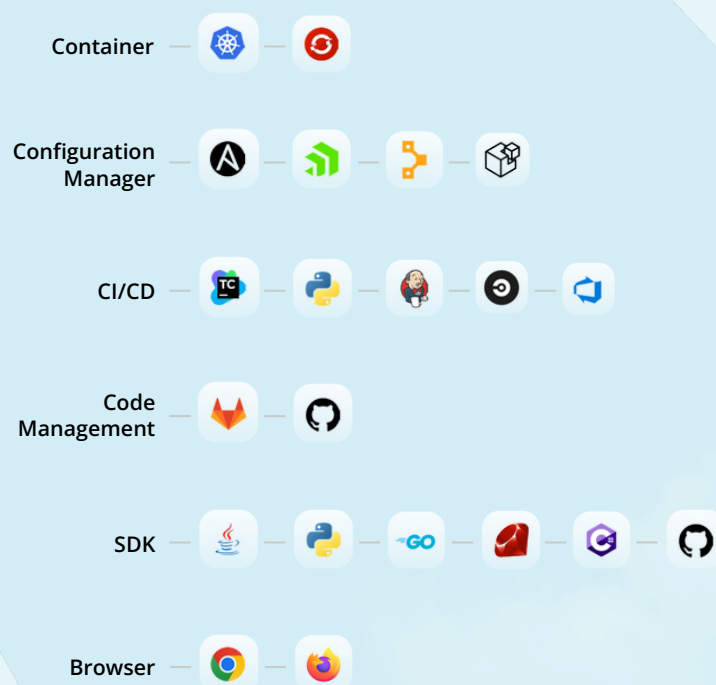 Container
Configuration
Manager
CI/CD
TC
Code
Management
SDK
GO
C#
Browser